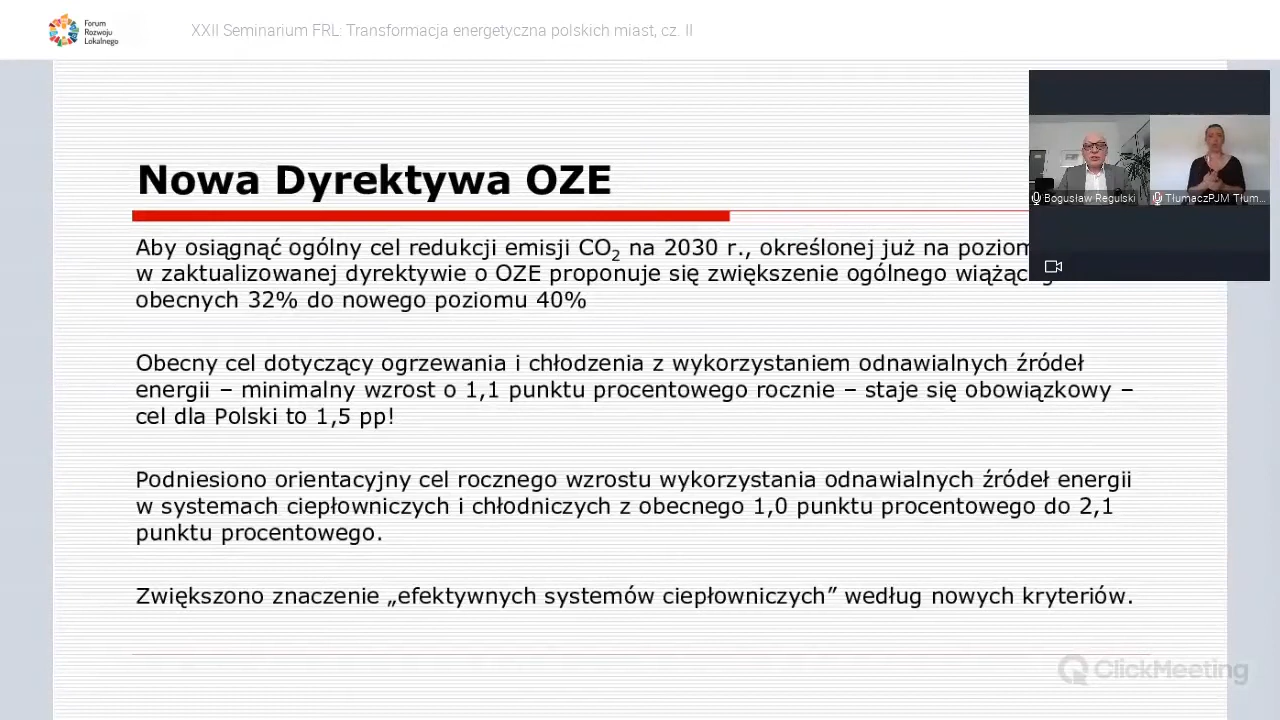 Forum
Rozwoju
Lokalnego
XXII Seminarium FRL: Transformacja energetyczna polskich miast, cz. II
Nowa Dyrektywa OZE
Aby osiągnąć ogólny cel redukcji emisji CO2 na 2030 r., określonej już na
w zaktualizowanej dyrektywie o OZE proponuje się zwiększenie ogólnego
obecnych 32% do nowego poziomu 40%
Obecny cel dotyczący ogrzewania i chłodzenia z wykorzystaniem odnawialnych źródeł
energii – minimalny wzrost o 1,1 punktu procentowego rocznie – staje się obowiązkowy –
cel dla Polski to 1,5 pp!
Podniesiono orientacyjny cel rocznego wzrostu wykorzystania odnawialnych źródeł energii
w systemach ciepłowniczych i chłodniczych z obecnego 1,0 punktu procentowego do 2,1
punktu procentowego.
Zwiększono znaczenie „efektywnych systemów ciepłowniczych” według nowych kryteriów.
Bogusław Regulski
TłumaczPJM Tłum...
ClickMeeting